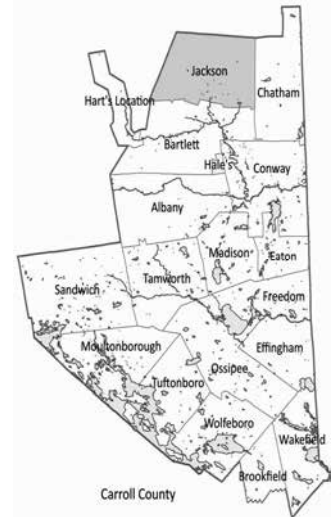 Jackson
Chatham
Hart's Location
Bartlett
Hale's
Conway
Albany
Madison
Eaton
Tamworth
Sandwich
Freedom
Effingham
Moultonborough
Ossipee
Tuftonboro
Wolfeboro
Wakefield
Brookfield
Carroll County